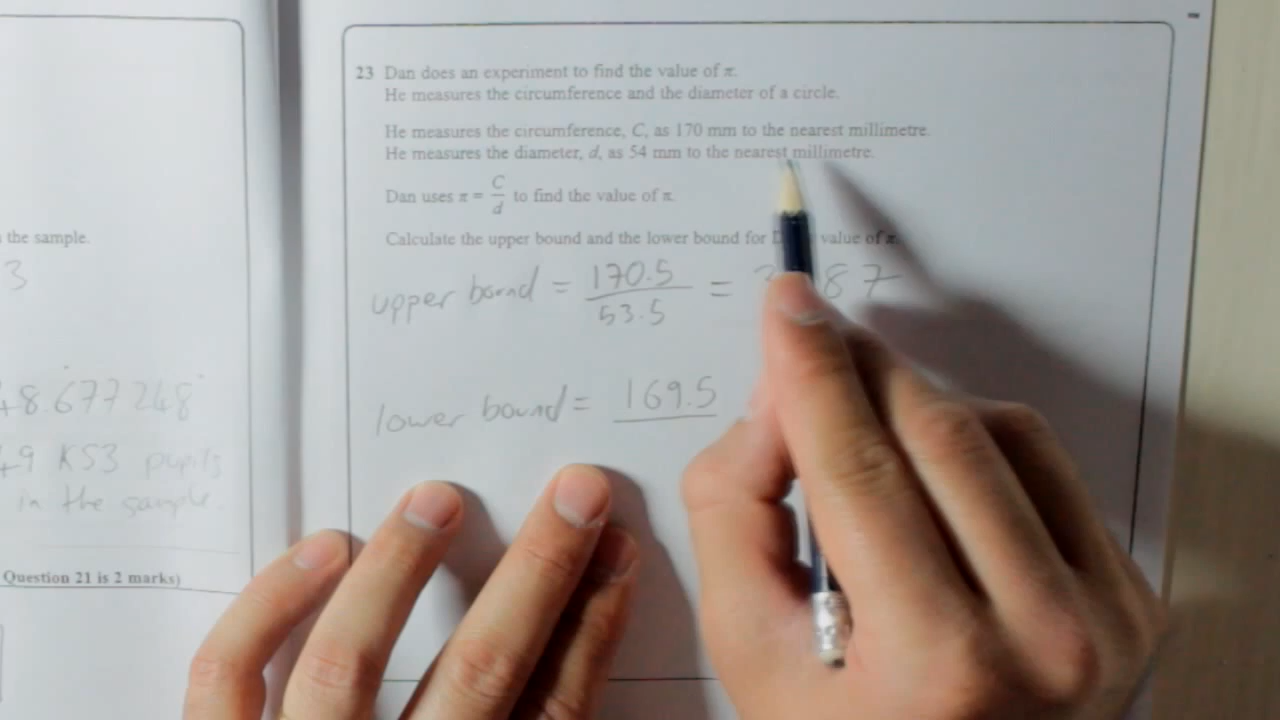 the sample.
3
48.677248
49 KS3 pupils
in the sample.
Question 21 is 2 marks)
23 Dan does an experiment to find the value of π.
He measures the circumference and the diameter of a circle.
He measures the circumference, C, as 170 mm to the nearest millimetre.
He measures the diameter, d, as 54 mm to the nearest millimetre.
Dan uses π = C/d to find the value of π.
Calculate the upper bound and the lower bound for value of π.
upper bound = 170.5/53.5 = 87
lower bound = 169.5